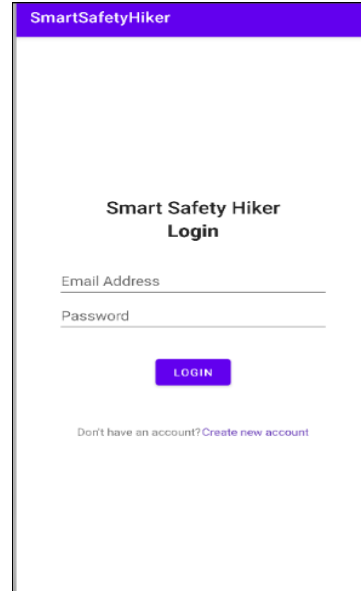 SmartSafetyHiker
Smart Safety Hiker
Login
Email Address
Password
LOGIN
Don't have an account?Create new account